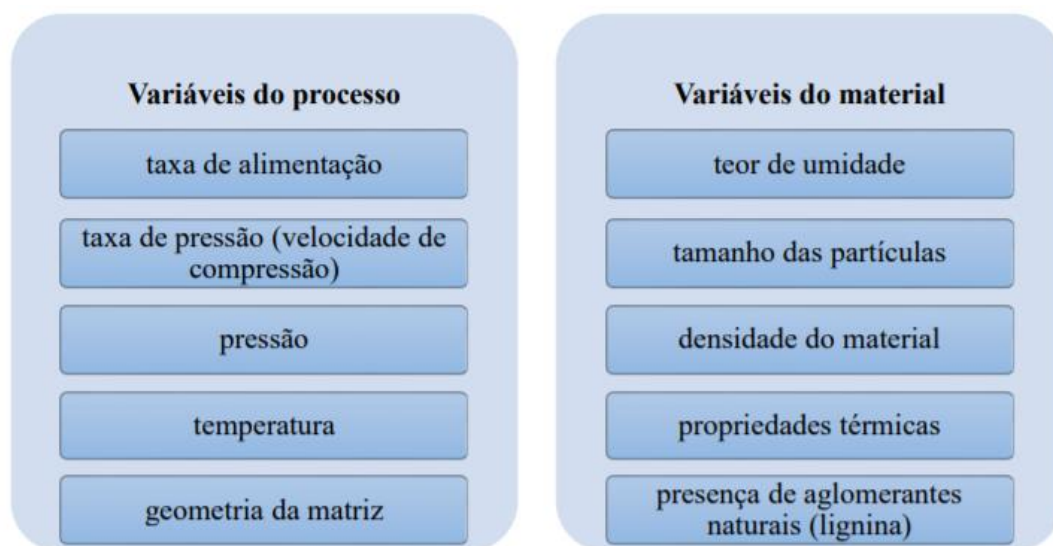 Variáveis do processo
taxa de alimentação
taxa de pressão (velocidade de
compressão)
pressão
temperatura
geometria da matriz
Variáveis do material
teor de umidade
tamanho das partículas
densidade do material
propriedades térmicas
presença de aglomerantes
naturais (lignina)